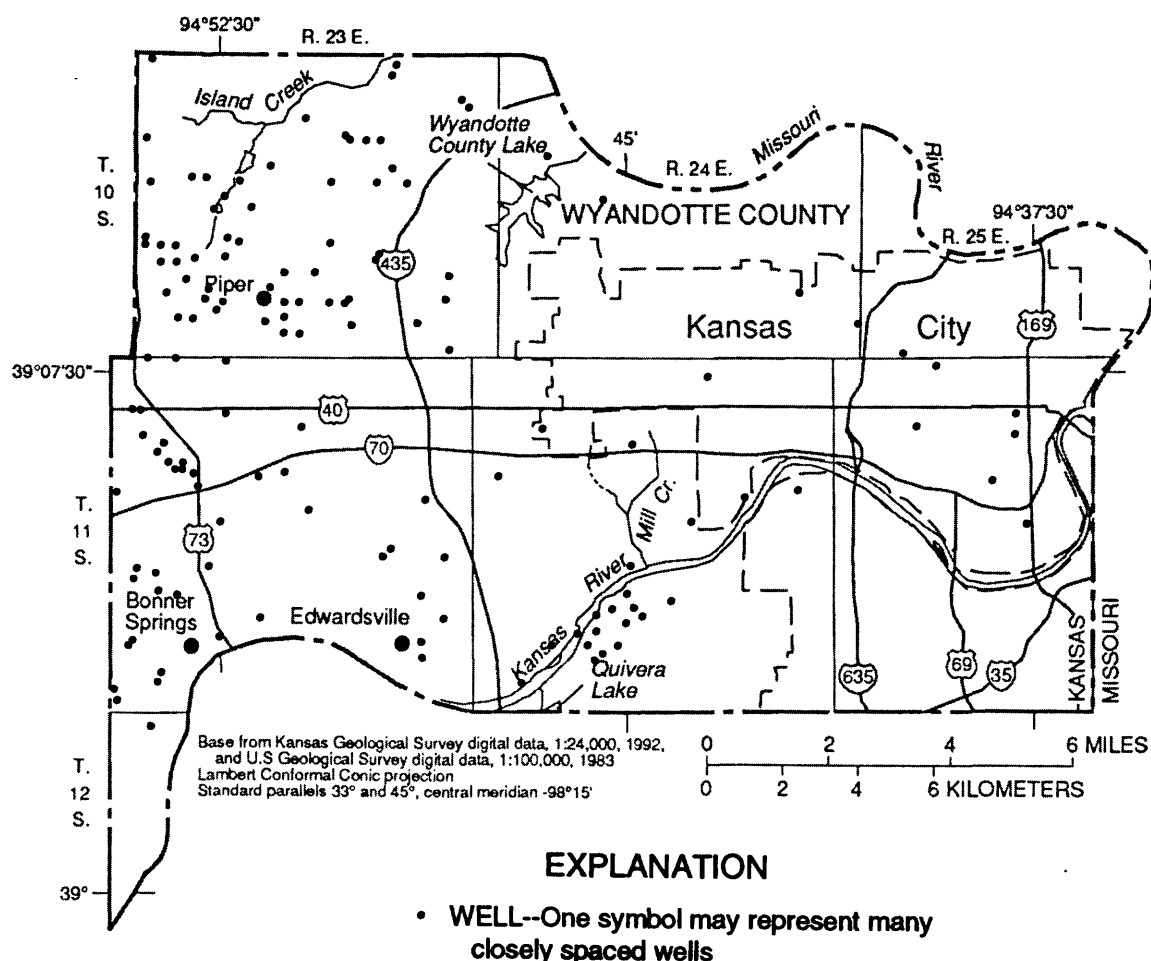 94°52'30"
R. 23 E.
Island Creek
Wyandotte
County Lake
45'
Missouri
River
R. 24 E.
T.
10
S.
WYANDOTTE COUNTY
94°37'30"
R. 25 E.
435
Piper
Kansas City
169
39°07'30"
40
70
Mill Cr.
T.
11
S.
73
Bonner
Springs
Edwardsville
Kansas River
Quivera
Lake
635
69
35
KANSAS
MISSOURI
T.
12
S.
Base from Kansas Geological Survey digital data, 1:24,000, 1992,
and U.S Geological Survey digital data, 1:100,000, 1983
Lambert Conformal Conic projection
Standard parallels 33° and 45°, central meridian -98°15'
0 2 4 6 MILES
0 2 4 6 KILOMETERS
39°
EXPLANATION
• WELL--One symbol may represent many
closely spaced wells